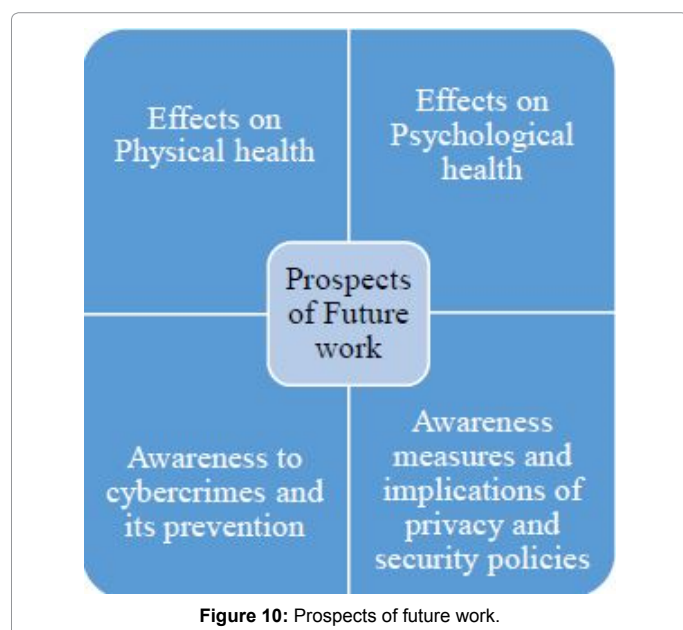 Effects on
Physical health
Effects on
Psychological
health
Prospects
of Future
work
Awareness to
cybercrimes and
its prevention
Awareness
measures and
implications of
privacy and
security policies
Figure 10: Prospects of future work.